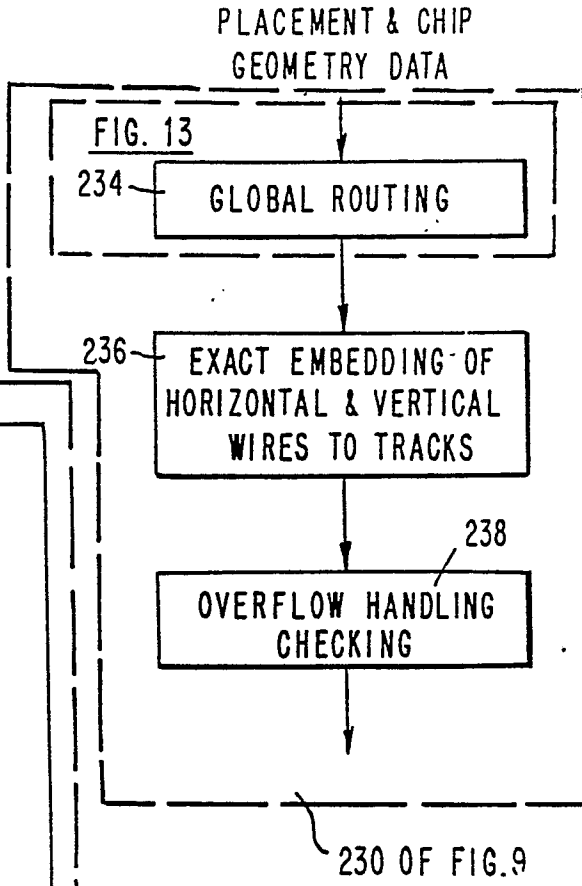 PLACEMENT & CHIP
GEOMETRY DATA
FIG. 13
234
GLOBAL ROUTING
236
EXACT EMBEDDING OF
HORIZONTAL & VERTICAL
WIRES TO TRACKS
238
OVERFLOW HANDLING
CHECKING
230 OF FIG.9